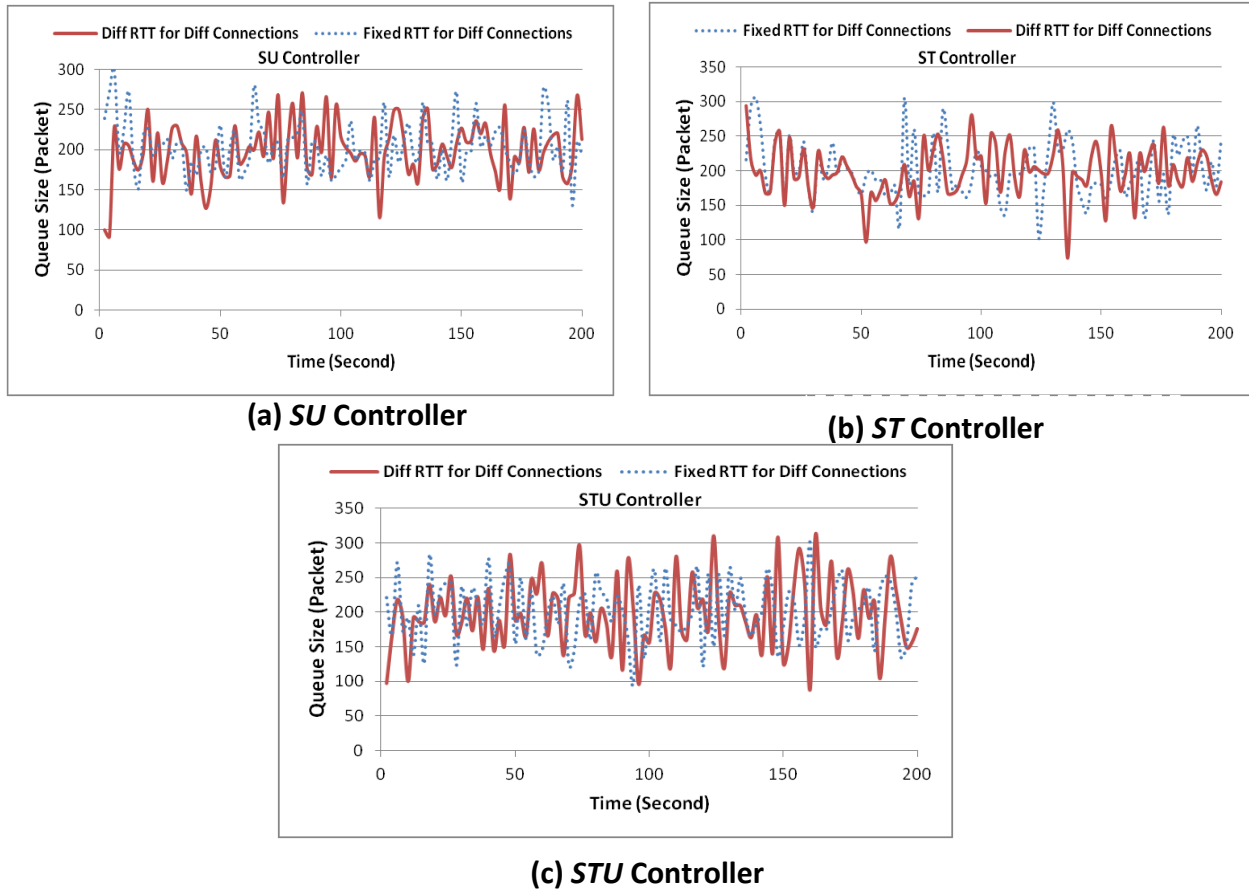 Diff RTT for Diff Connections Fixed RTT for Diff Connections
SU Controller
300
250
200
150
100
50
0
Queue Size (Packet)
0 50 100 150 200
Time (Second)
(a) SU Controller
Fixed RTT for Diff Connections Diff RTT for Diff Connections
ST Controller
350
300
250
200
150
100
50
0
Queue Size (Packet)
0 50 100 150 200
Time (Second)
(b) ST Controller
Diff RTT for Diff Connections Fixed RTT for Diff Connections
STU Controller
350
300
250
200
150
100
50
0
Queue Size (Packet)
0 50 100 150 200
Time (Second)
(c) STU Controller